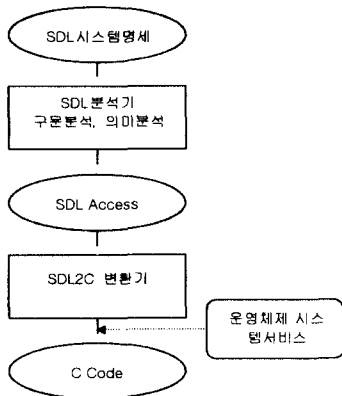 SDL시스템명세
SDL분석기
구문분석, 의미분석
SDL Access
SDL2C 변환기
운영체제 시스
템서비스
C Code